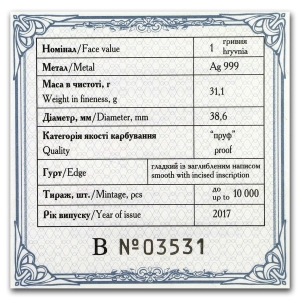 Номінал/Face value 1 гривня
hryvnia
Метал/Metal Ag 999
Маса в чистоті, г
Weight in fineness, g 31,1
Діаметр, мм/Diameter, mm 38,6
Категорія якості карбування "пруф"
Quality proof
Гурт/Edge гладкий із заглибленим написом
smooth with incised inscription
Тираж, шт./Mintage, pcs до
up to 10 000
Рік випуску/Year of issue 2017
В №03531